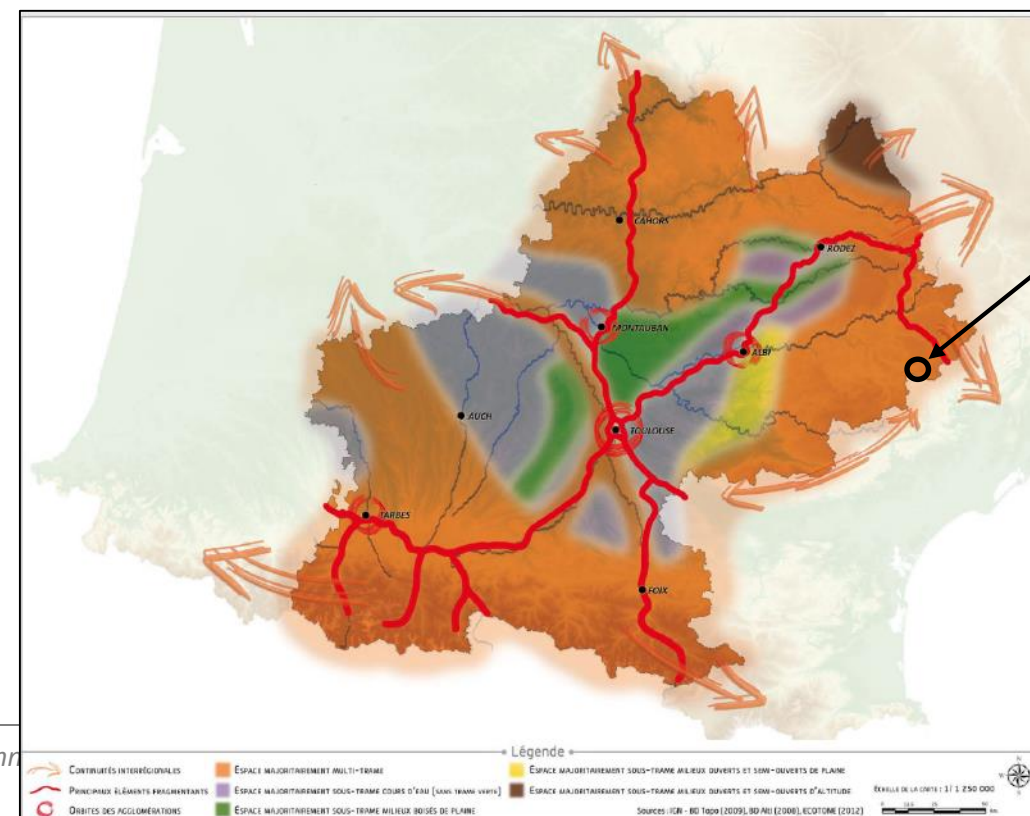 CAHORS
RODEZ
MONTAUBAN
ALBI
AUCH
TOULOUSE
TARBES
FOIX
Légende
CONTINUITÉS INTERRÉGIONALES
ESPACE MAJORITAIREMENT MULTI-TRAME
ESPACE MAJORITAIREMENT SOUS-TRAME MILIEUX OUVERTS ET SEMI-OUVERTS DE PLAINE
PRINCIPAUX ÉLÉMENTS FRAGMENTANTS
ESPACE MAJORITAIREMENT SOUS-TRAME COURS D'EAU [SANS TRAME VERTE]
ESPACE MAJORITAIREMENT SOUS-TRAME MILIEUX OUVERTS ET SEMI-OUVERTS D'ALTITUDE
ÉCHELLE DE LA CARTE : 1/1 250 000
ORBITES DES AGGLOMÉRATIONS
ESPACE MAJORITAIREMENT SOUS-TRAME MILIEUX BOISÉS DE PLAINE
Sources : IGN - BD Topo (2009), BD Alti (2008), ECOTONE (2012)